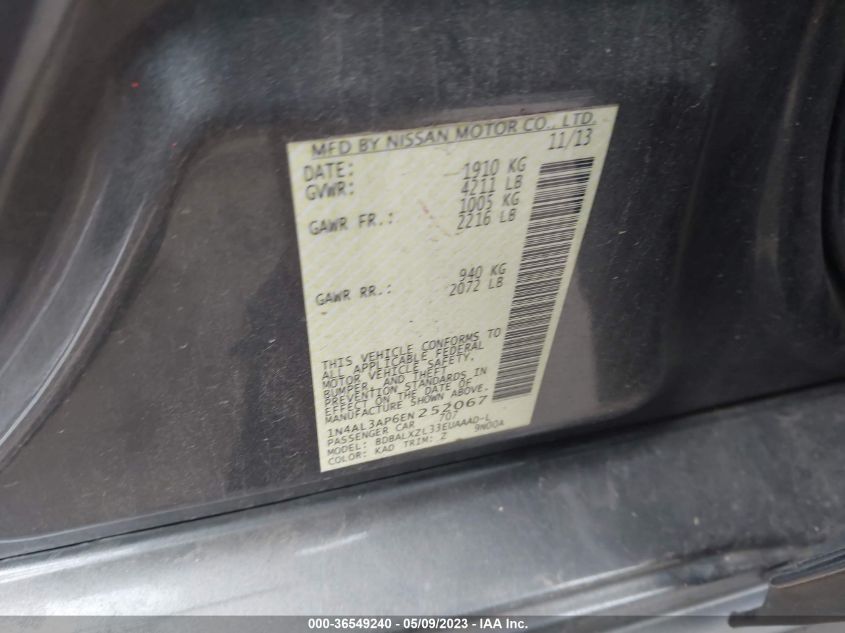 MFD BY NISSAN MOTOR CO., LTD.
DATE: 11/13
GVWR: 1910 KG
4211 LB
GAWR FR.: 1005 KG
2216 LB
GAWR RR.: 940 KG
2072 LB
THIS VEHICLE CONFORMS TO
ALL APPLICABLE FEDERAL
MOTOR VEHICLE SAFETY,
BUMPER, AND THEFT
PREVENTION STANDARDS IN
EFFECT ON THE DATE OF
MANUFACTURE SHOWN ABOVE.
1N4AL3AP6EN252067
PASSENGER CAR 707
MODEL: BDBALXZL33EUAAAD-L
COLOR: KAD TRIM: Z 9N00A
000-36549240 - 05/09/2023 - IAA Inc.